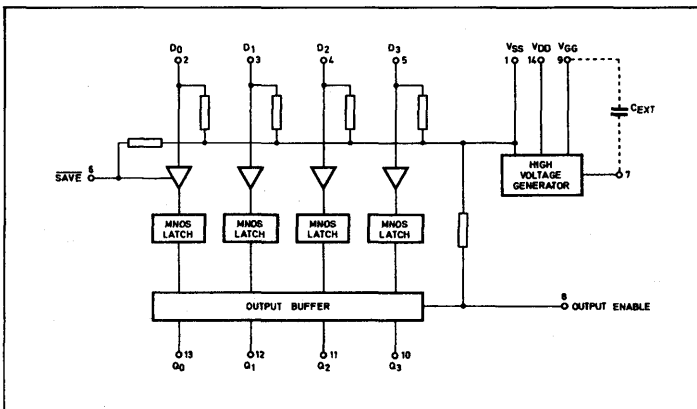 D0 D1 D2 D3 VSS VDD VGG
2 3 4 5 1 14 9
CEXT
SAVE 6
HIGH VOLTAGE GENERATOR
7
MNOS LATCH MNOS LATCH MNOS LATCH MNOS LATCH
OUTPUT BUFFER
8 OUTPUT ENABLE
13 12 11 10
Q0 Q1 Q2 Q3